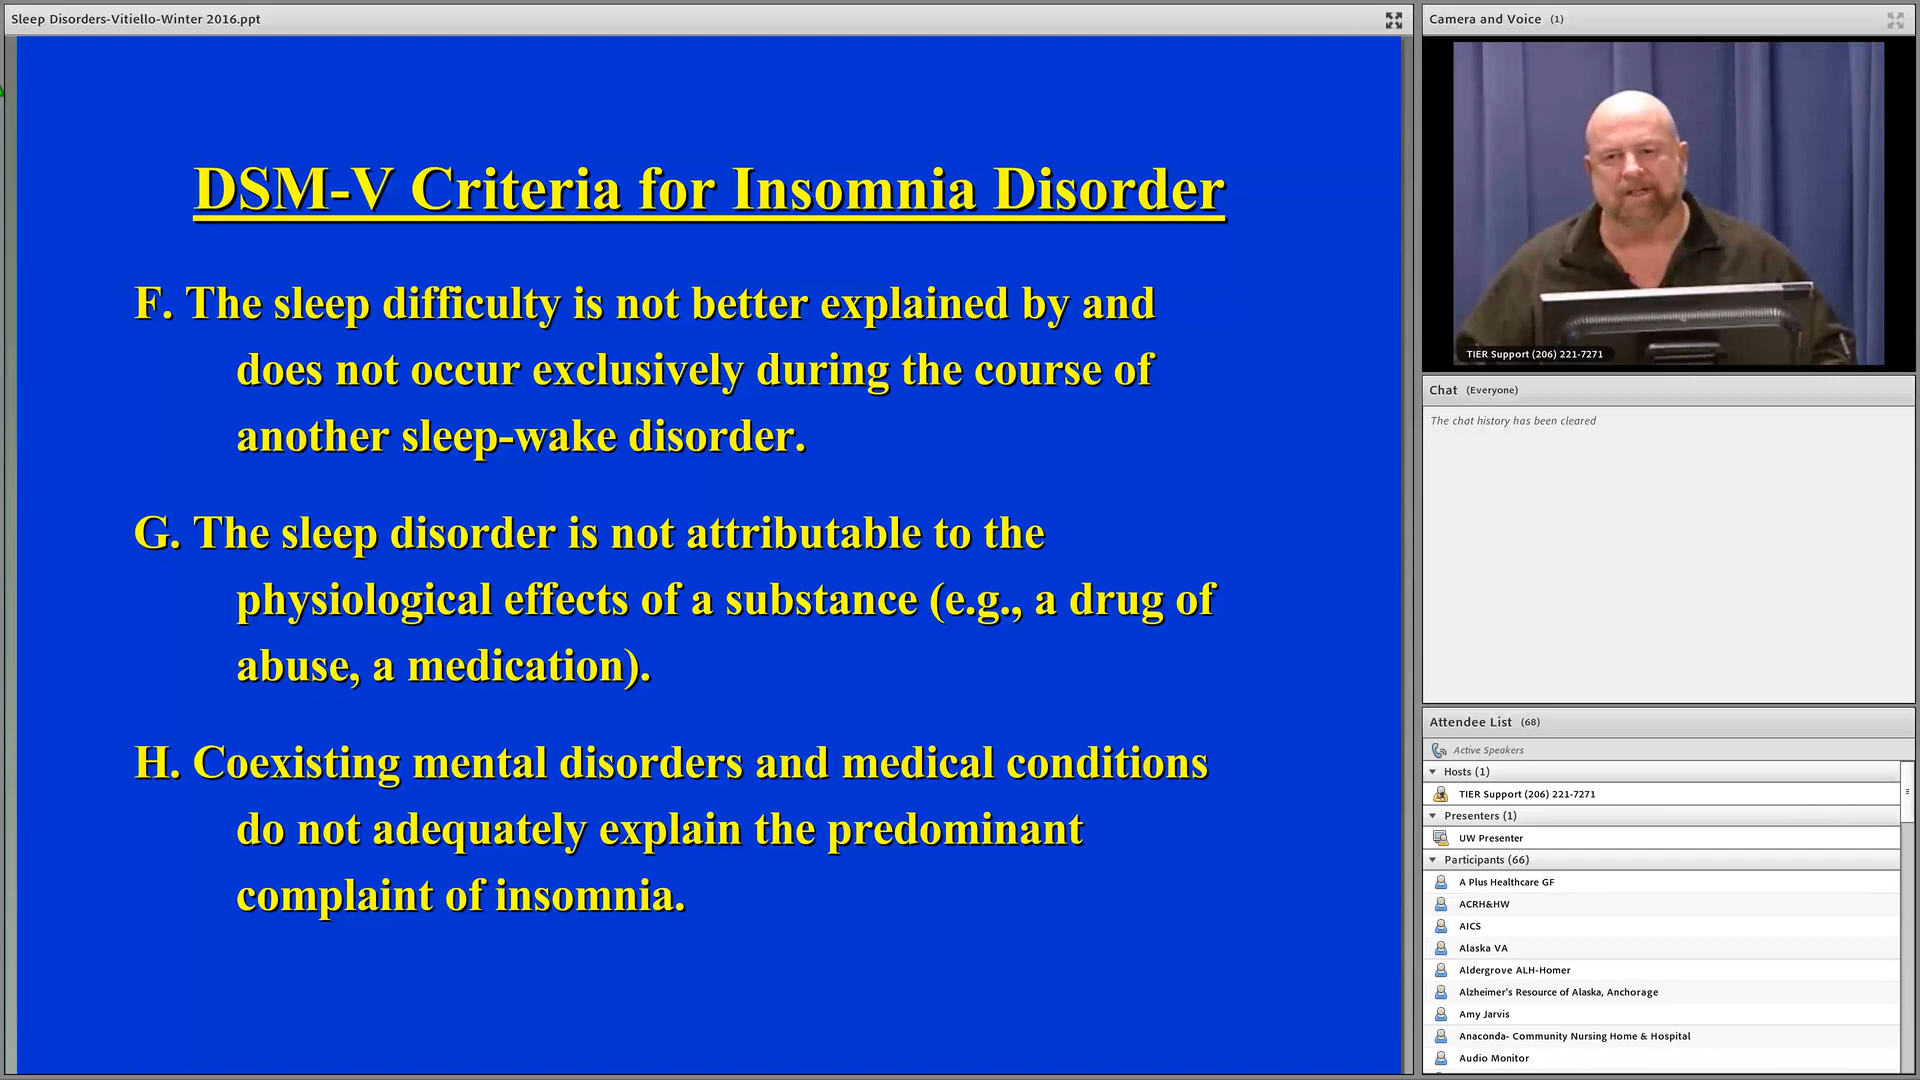 Sleep Disorders-Vitiello-Winter 2016.ppt
DSM-V Criteria for Insomnia Disorder
F. The sleep difficulty is not better explained by and
does not occur exclusively during the course of
another sleep-wake disorder.
G. The sleep disorder is not attributable to the
physiological effects of a substance (e.g., a drug of
abuse, a medication).
H. Coexisting mental disorders and medical conditions
do not adequately explain the predominant
complaint of insomnia.
Camera and Voice (1)
TIER Support (206) 221-7271
Chat (Everyone)
The chat history has been cleared
Attendee List (68)
Active Speakers
Hosts (1)
TIER Support (206) 221-7271
Presenters (1)
UW Presenter
Participants (66)
A Plus Healthcare GF
ACRH&HW
AICS
Alaska VA
Aldergrove ALH-Homer
Alzheimer's Resource of Alaska, Anchorage
Amy Jarvis
Anaconda- Community Nursing Home & Hospital
Audio Monitor